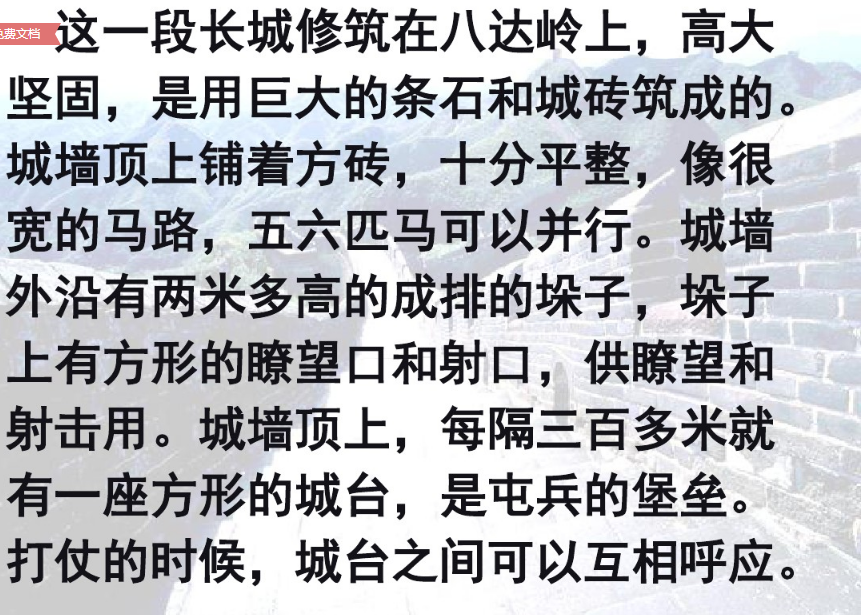 这一段长城修筑在八达岭上，高大
免费文档
坚固，是用巨大的条石和城砖筑成的。
城墙顶上铺着方砖，十分平整，像很
宽的马路，五六匹马可以并行。城墙
外沿有两米多高的成排的垛子，垛子
上有方形的瞭望口和射口，供瞭望和
射击用。城墙顶上，每隔三百多米就
有一座方形的城台，是屯兵的堡垒。
打仗的时候，城台之间可以互相呼应。